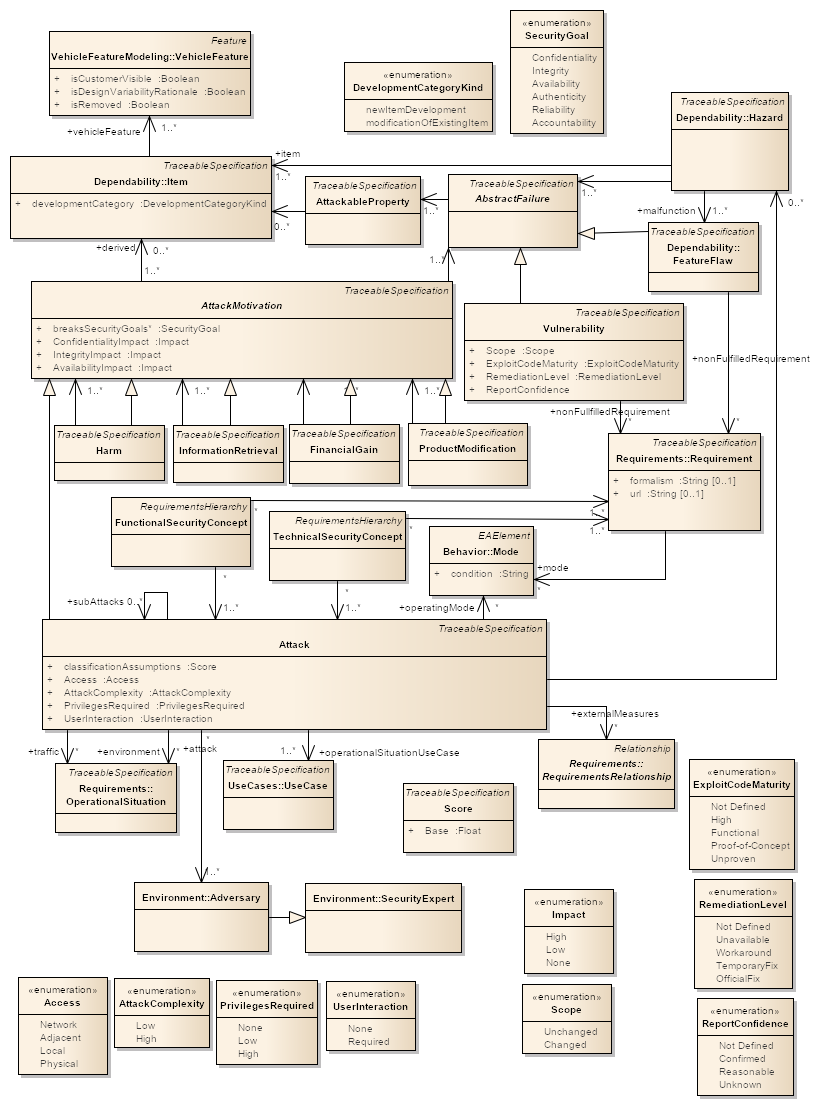 «enumeration»
SecurityGoal
Confidentiality
Integrity
Availability
Authenticity
Reliability
Accountability
Feature
VehicleFeatureModeling::VehicleFeature
+ isCustomerVisible :Boolean
+ isDesignVariabilityRationale :Boolean
+ isRemoved :Boolean
«enumeration»
DevelopmentCategoryKind
newItemDevelopment
modificationOfExistingItem
TraceableSpecification
Dependability::Hazard
+vehicleFeature 1..*
+item
1..*
TraceableSpecification
Dependability::Item
+ developmentCategory :DevelopmentCategoryKind
0..*
TraceableSpecification
AttackableProperty
1..*
TraceableSpecification
AbstractFailure
1..*
+malfunction 1..*
0..*
TraceableSpecification
Dependability::
FeatureFlaw
+derived 0..*
1..*
1..*
TraceableSpecification
AttackMotivation
+ breaksSecurityGoals* :SecurityGoal
+ ConfidentialityImpact :Impact
+ IntegrityImpact :Impact
+ AvailabilityImpact :Impact
TraceableSpecification
Vulnerability
+ Scope :Scope
+ ExploitCodeMaturity :ExploitCodeMaturity
+ RemediationLevel :RemediationLevel
+ ReportConfidence
+nonFulfilledRequirement
*
+nonFullfilledRequirement
*
1..*
1..*
1..*
1..*
TraceableSpecification
Harm
TraceableSpecification
InformationRetrieval
TraceableSpecification
FinancialGain
TraceableSpecification
ProductModification
TraceableSpecification
Requirements::Requirement
+ formalism :String [0..1]
+ url :String [0..1]
RequirementsHierarchy
FunctionalSecurityConcept
*
RequirementsHierarchy
TechnicalSecurityConcept
*
1..*
1..*
EAElement
Behavior::Mode
+ condition :String
+mode
*
*
1..*
*
1..*
+operatingMode *
+subAttacks 0..*
TraceableSpecification
Attack
+ classificationAssumptions :Score
+ Access :Access
+ AttackComplexity :AttackComplexity
+ PrivilegesRequired :PrivilegesRequired
+ UserInteraction :UserInteraction
+externalMeasures
*
+traffic *
+environment *
*
+attack
1..* +operationalSituationUseCase
TraceableSpecification
Requirements::
OperationalSituation
TraceableSpecification
UseCases::UseCase
Relationship
Requirements::
RequirementsRelationship
TraceableSpecification
Score
+ Base :Float
«enumeration»
ExploitCodeMaturity
Not Defined
High
Functional
Proof-of-Concept
Unproven
1..*
Environment::Adversary
Environment::SecurityExpert
«enumeration»
Impact
High
Low
None
«enumeration»
RemediationLevel
Not Defined
Unavailable
Workaround
TemporaryFix
OfficialFix
«enumeration»
Access
Network
Adjacent
Local
Physical
«enumeration»
AttackComplexity
Low
High
«enumeration»
PrivilegesRequired
None
Low
High
«enumeration»
UserInteraction
None
Required
«enumeration»
Scope
Unchanged
Changed
«enumeration»
ReportConfidence
Not Defined
Confirmed
Reasonable
Unknown